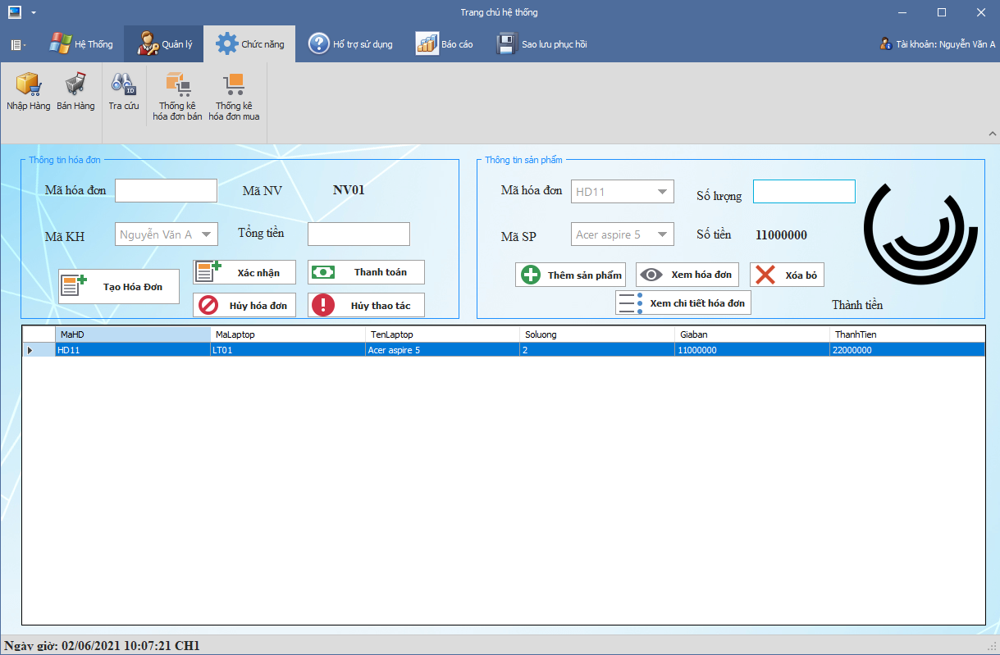 Trang chủ hệ thống
Hệ Thống
Quản lý
Chức năng
Hổ trợ sử dụng
Báo cáo
Sao lưu phục hồi
Tài khoản: Nguyễn Văn A
Nhập Hàng
Bán Hàng
ID
Tra cứu
Thống kê
hóa đơn bán
Thống kê
hóa đơn mua
Thông tin hóa đơn
Mã hóa đơn
Mã NV
NV01
Mã KH
Nguyễn Văn A
Tổng tiền
Tạo Hóa Đơn
Xác nhận
Thanh toán
Hủy hóa đơn
Hủy thao tác
Thông tin sản phẩm
Mã hóa đơn
HD11
Số lượng
Mã SP
Acer aspire 5
Số tiền
11000000
Thêm sản phẩm
Xem hóa đơn
Xóa bỏ
Xem chi tiết hóa đơn
Thành tiền
MaHD MaLaptop TenLaptop Soluong Giaban ThanhTien
HD11 LT01 Acer aspire 5 2 11000000 22000000
Ngày giờ: 02/06/2021 10:07:21 CH1